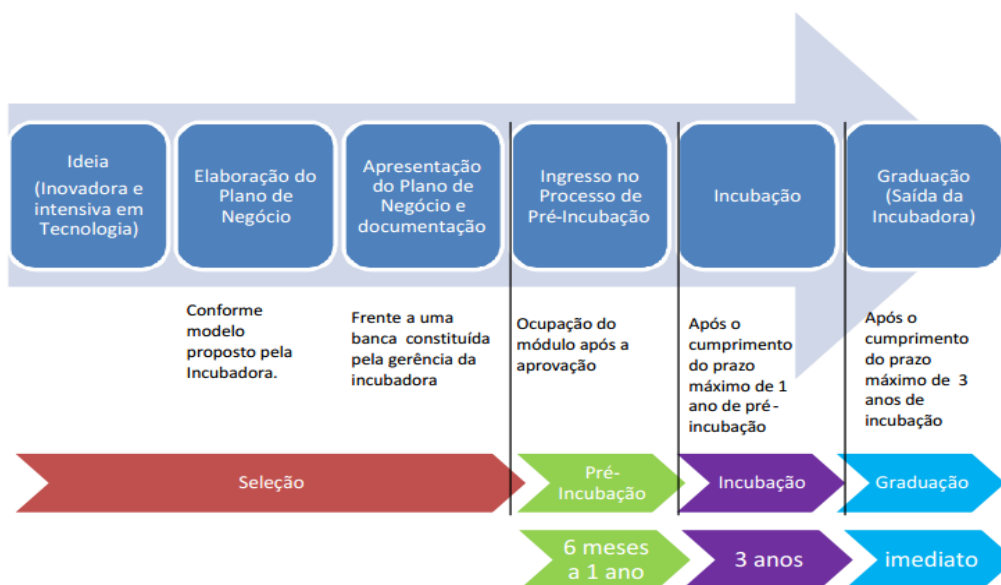 Ideia
(Inovadora e
intensiva em
Tecnologia)
Elaboração do
Plano de
Negócio
Apresentação
do Plano de
Negócio e
documentação
Ingresso no
Processo de
Pré-Incubação
Incubação
Graduação
(Saída da
Incubadora)
Conforme
modelo
proposto pela
Incubadora.
Frente a uma
banca constituída
pela gerência da
incubadora
Ocupação do
módulo após a
aprovação
Após o
cumprimento
do prazo
máximo de 1
ano de pré-
incubação
Após o
cumprimento
do prazo
máximo de 3
anos de
incubação
Seleção
Pré-
Incubação
Incubação
Graduação
6 meses
a 1 ano
3 anos
imediato